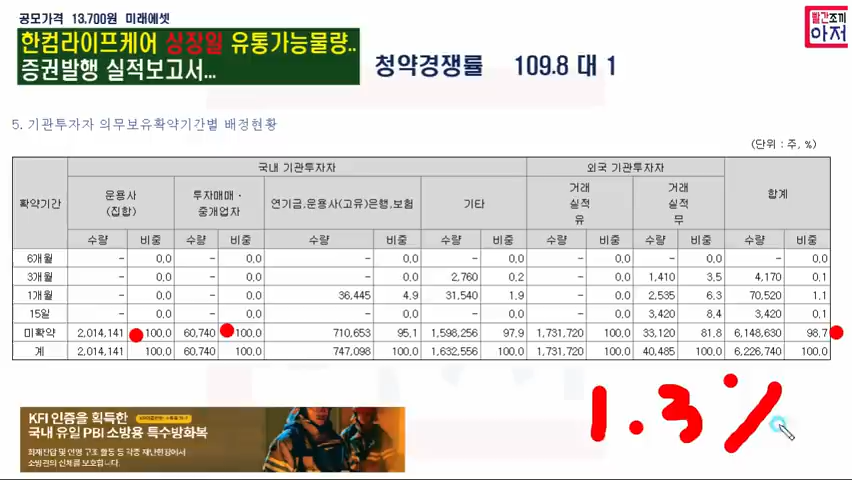 공모가격 13.700원 미래에셋
빨간조끼
아저
한컴라이프케어 상장일 유통가능물량..
증권발행 실적보고서...
청약경쟁률 109.8 대 1
5. 기관투자자 의무보유확약기간별 배정현황
(단위 : 주, %)
확약기간 국내 기관투자자 외국 기관투자자 합계
운용사(집합) 투자매매·중개업자 연기금,운용사(고유)은행,보험 기타 거래실적 유 거래실적 무
수량 비중 수량 비중 수량 비중 수량 비중 수량 비중 수량 비중 수량 비중
6개월 - 0.0 - 0.0 - 0.0 - 0.0 - 0.0 - 0.0 - 0.0
3개월 - 0.0 - 0.0 - 0.0 2,760 0.2 - 0.0 1,410 3.5 4,170 0.1
1개월 - 0.0 - 0.0 36,445 4.9 31,540 1.9 - 0.0 2,535 6.3 70,520 1.1
15일 - 0.0 - 0.0 - 0.0 - 0.0 - 0.0 3,420 8.4 3,420 0.1
미확약 2,014,141 100.0 60,740 100.0 710,653 95.1 1,598,256 97.9 1,731,720 100.0 33,120 81.8 6,148,630 98.7
계 2,014,141 100.0 60,740 100.0 747,098 100.0 1,632,556 100.0 1,731,720 100.0 40,485 100.0 6,226,740 100.0
1.3%
KFI 인증을 획득한
국내 유일 PBI 소방용 특수방화복
화재진압 및 인명 구조 활동 등 각종 재난현장에서
소방관의 신체를 보호합니다.